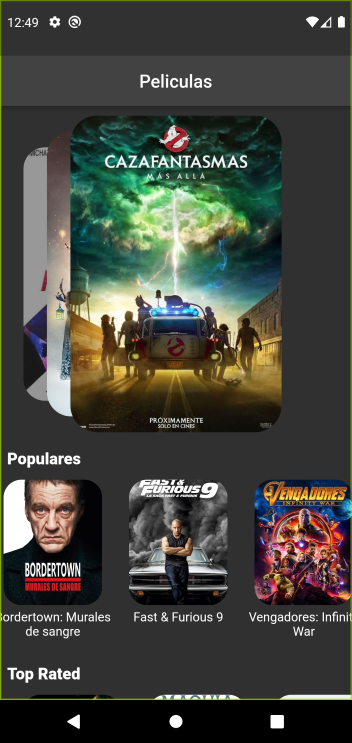 12:49
Peliculas
CAZAFANTASMAS
MÁS ALLÁ
PRÓXIMAMENTE
SOLO EN CINES
Populares
BORDERTOWN
MURALES DE SANGRE
FAST & FURIOUS 9
VENGADORES
INFINITY WAR
Bordertown: Murales de sangre
Fast & Furious 9
Vengadores: Infinit
War
Top Rated